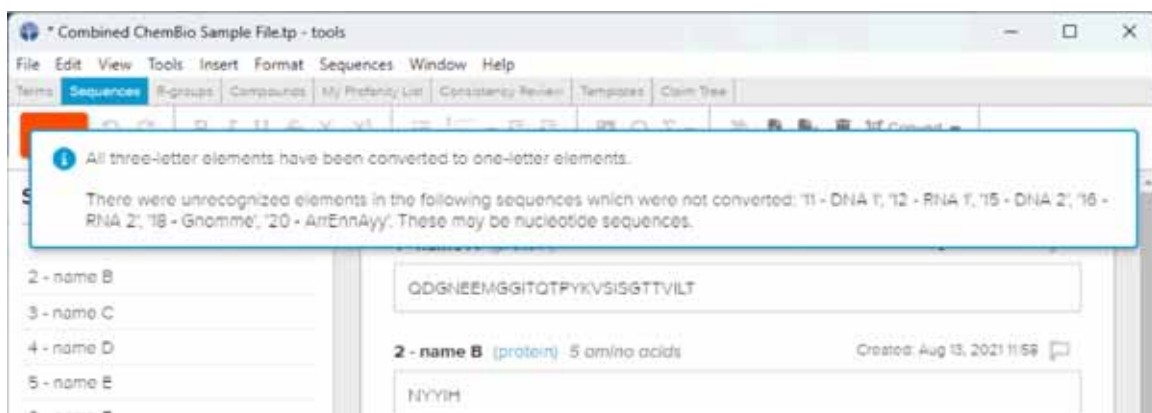 * Combined ChemBio Sample File.tp - tools
File Edit View Tools Insert Format Sequences Window Help
Terms Sequences R-groups Compounds My Profanity List Consistency Review Templates Claim Tree
Convert
All three-letter elements have been converted to one-letter elements.
There were unrecognized elements in the following sequences which were not converted: '11 - DNA 1', '12 - RNA 1', '15 - DNA 2', '16 -
RNA 2', '18 - Gnomme', '20 - ArrEnnAyy'. These may be nucleotide sequences.
2 - name B
QDGNEEMGGITQTPYKVSISGTTVILT
3 - name C
4 - name D
2 - name B (protein) 5 amino acids Created: Aug 13, 2021 11:58
5 - name E
NYYIH